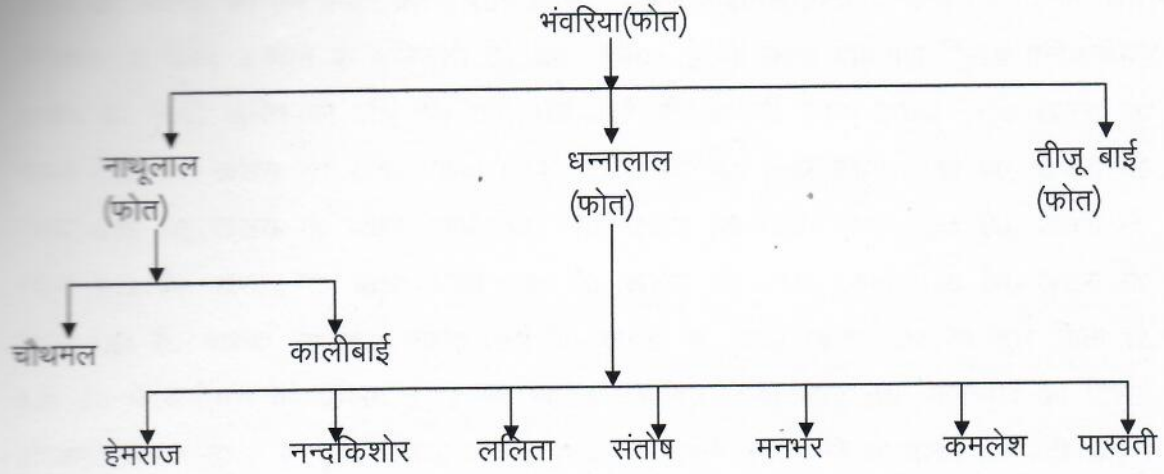 भंवरिया(फोत)
नाथूलाल धन्नालाल तीजू बाई
(फोत) (फोत) (फोत)
चौथमल कालीबाई
हेमराज नन्दकिशोर ललिता संतोष मनभर कमलेश पारवती